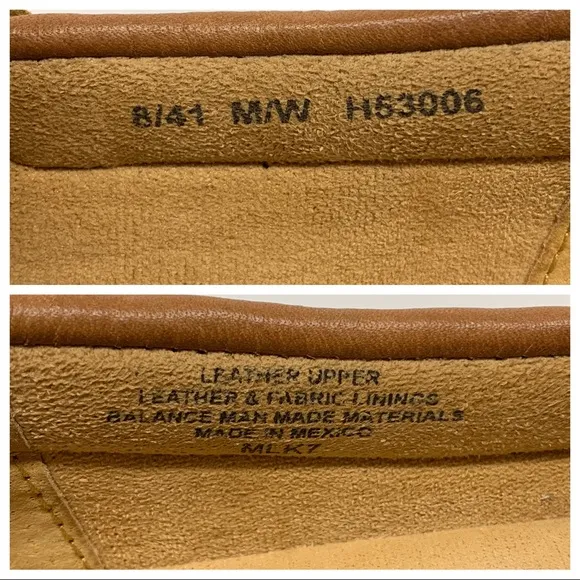 8/41 M/W H53006
LEATHER UPPER
LEATHER & FABRIC LININGS
BALANCE MAN MADE MATERIALS
MADE IN MEXICO
MLK7